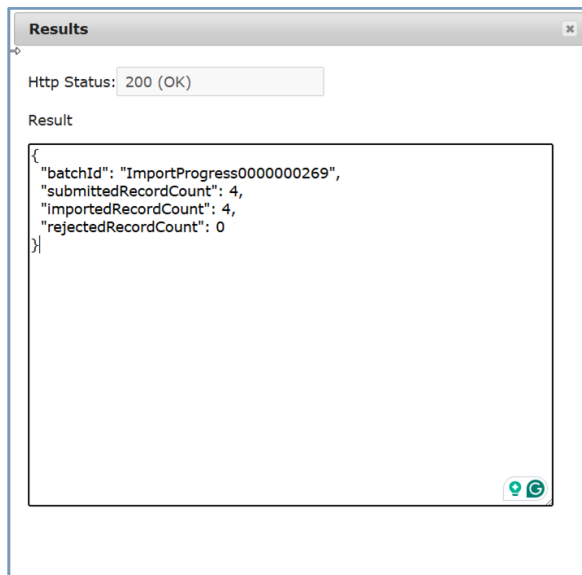 Results
Http Status: 200 (OK)
Result
{
"batchId": "ImportProgress0000000269",
"submittedRecordCount": 4,
"importedRecordCount": 4,
"rejectedRecordCount": 0
}